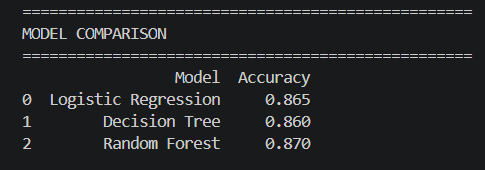 ==================================================
MODEL COMPARISON
==================================================
                 Model  Accuracy
0  Logistic Regression     0.865
1        Decision Tree     0.860
2        Random Forest     0.870